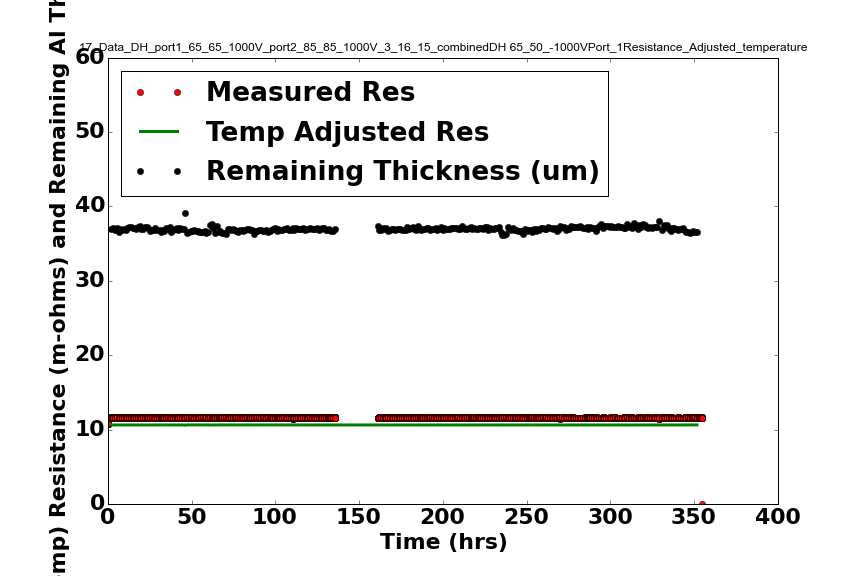 17_Data_DH_port1_65_65_1000V_port2_85_85_1000V_3_16_15_combinedDH 65_50_-1000VPort_1Resistance_Adjusted_temperature
Measured Res
Temp Adjusted Res
Remaining Thickness (um)
60
50
40
30
20
10
0
0 50 100 150 200 250 300 350 400
Time (hrs)
mp) Resistance (m-ohms) and Remaining Al Th